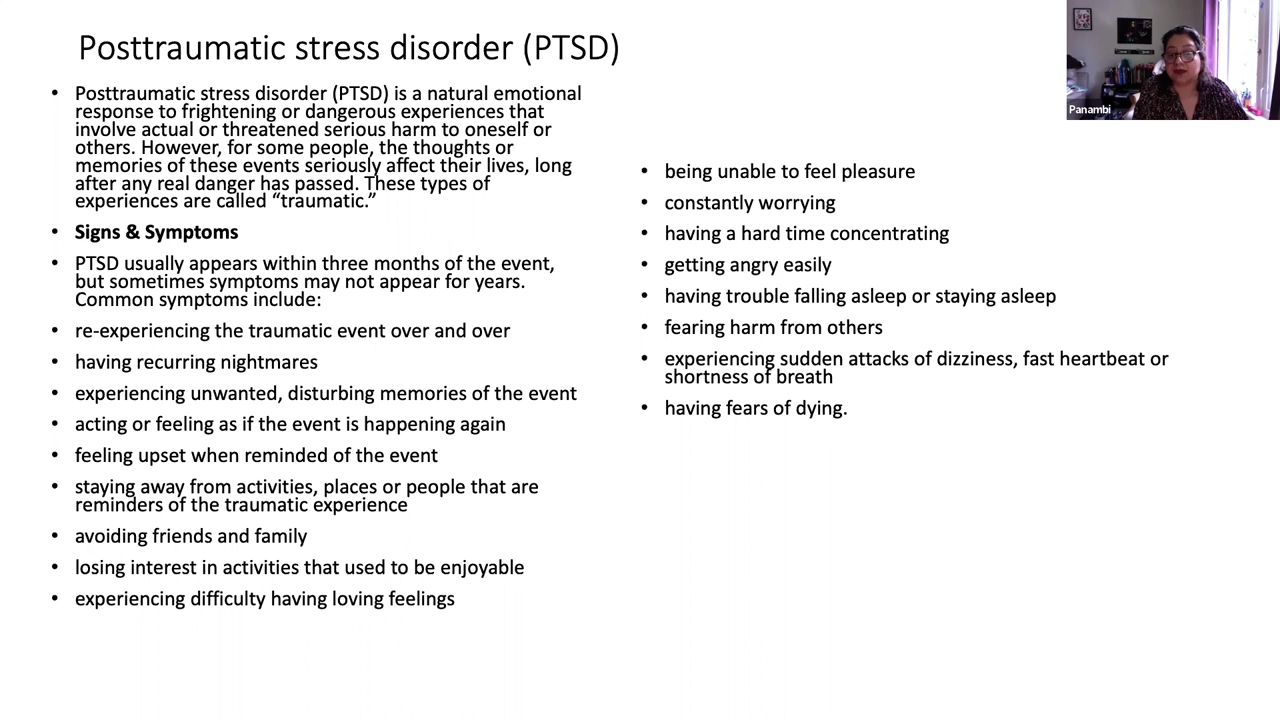 Posttraumatic stress disorder (PTSD)
• Posttraumatic stress disorder (PTSD) is a natural emotional
response to frightening or dangerous experiences that
involve actual or threatened serious harm to oneself or
others. However, for some people, the thoughts or
memories of these events seriously affect their lives, long
after any real danger has passed. These types of
experiences are called “traumatic.”
• Signs & Symptoms
• PTSD usually appears within three months of the event,
but sometimes symptoms may not appear for years.
Common symptoms include:
• re-experiencing the traumatic event over and over
• having recurring nightmares
• experiencing unwanted, disturbing memories of the event
• acting or feeling as if the event is happening again
• feeling upset when reminded of the event
• staying away from activities, places or people that are
reminders of the traumatic experience
• avoiding friends and family
• losing interest in activities that used to be enjoyable
• experiencing difficulty having loving feelings
• being unable to feel pleasure
• constantly worrying
• having a hard time concentrating
• getting angry easily
• having trouble falling asleep or staying asleep
• fearing harm from others
• experiencing sudden attacks of dizziness, fast heartbeat or
shortness of breath
• having fears of dying.
Panambi